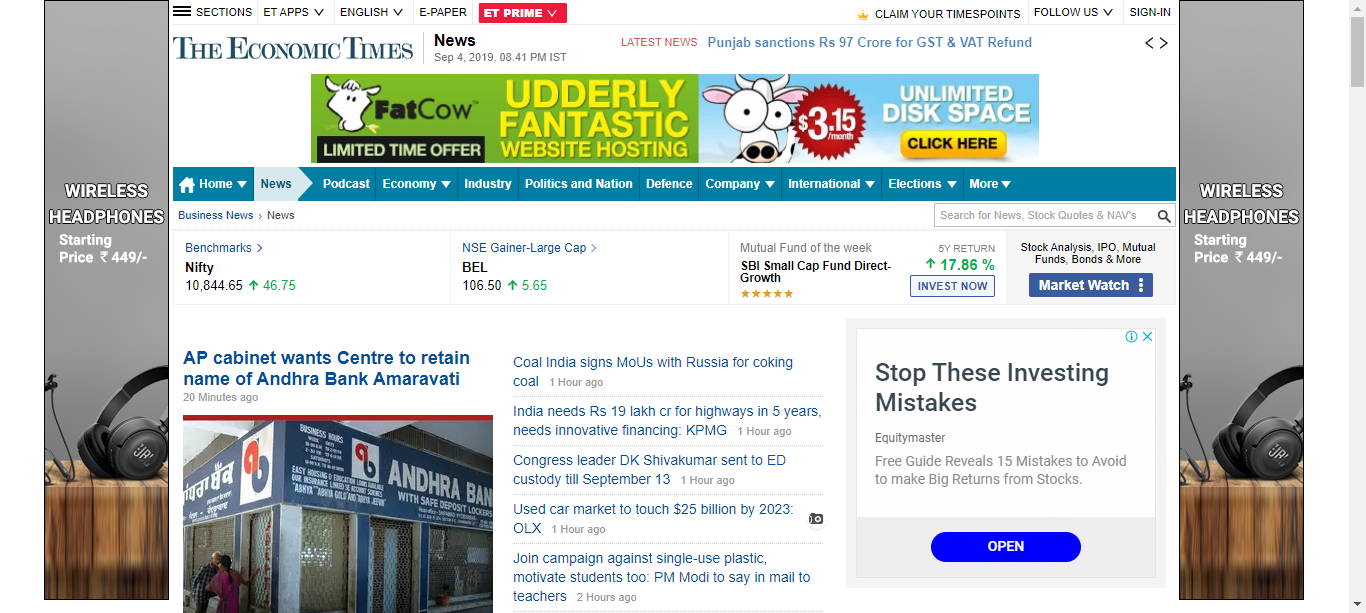 SECTIONS ET APPS ENGLISH E-PAPER ET PRIME CLAIM YOUR TIMESPOINTS FOLLOW US SIGN-IN
THE ECONOMIC TIMES
News
Sep 4, 2019, 08.41 PM IST
LATEST NEWS Punjab sanctions Rs 97 Crore for GST & VAT Refund
FatCow
LIMITED TIME OFFER
UDDERLY
FANTASTIC
WEBSITE HOSTING
$3.15
/month
UNLIMITED
DISK SPACE
CLICK HERE
Home News Podcast Economy Industry Politics and Nation Defence Company International Elections More
Business News › News
Search for News, Stock Quotes & NAV's
Benchmarks
Nifty
10,844.65 46.75
NSE Gainer-Large Cap
BEL
106.50 5.65
Mutual Fund of the week
SBI Small Cap Fund Direct-
Growth
★★★★★
5Y RETURN
17.86 %
INVEST NOW
Stock Analysis, IPO, Mutual
Funds, Bonds & More
Market Watch
WIRELESS
HEADPHONES
Starting
Price ₹ 449/-
JBL
AP cabinet wants Centre to retain
name of Andhra Bank Amaravati
20 Minutes ago
BUSINESS HOURS
ANDHRA BAN
WITH SAFE DEPOSIT LOCKERS
EASY HOUSING & EDUCATION LOANS AVAILABLE
Coal India signs MoUs with Russia for coking
coal 1 Hour ago
India needs Rs 19 lakh cr for highways in 5 years,
needs innovative financing: KPMG 1 Hour ago
Congress leader DK Shivakumar sent to ED
custody till September 13 1 Hour ago
Used car market to touch $25 billion by 2023:
OLX 1 Hour ago
Join campaign against single-use plastic,
motivate students too: PM Modi to say in mail to
teachers 2 Hours ago
Stop These Investing
Mistakes
Equitymaster
Free Guide Reveals 15 Mistakes to Avoid
to make Big Returns from Stocks.
OPEN
WIRELESS
HEADPHONES
Starting
Price ₹ 449/-
JBL